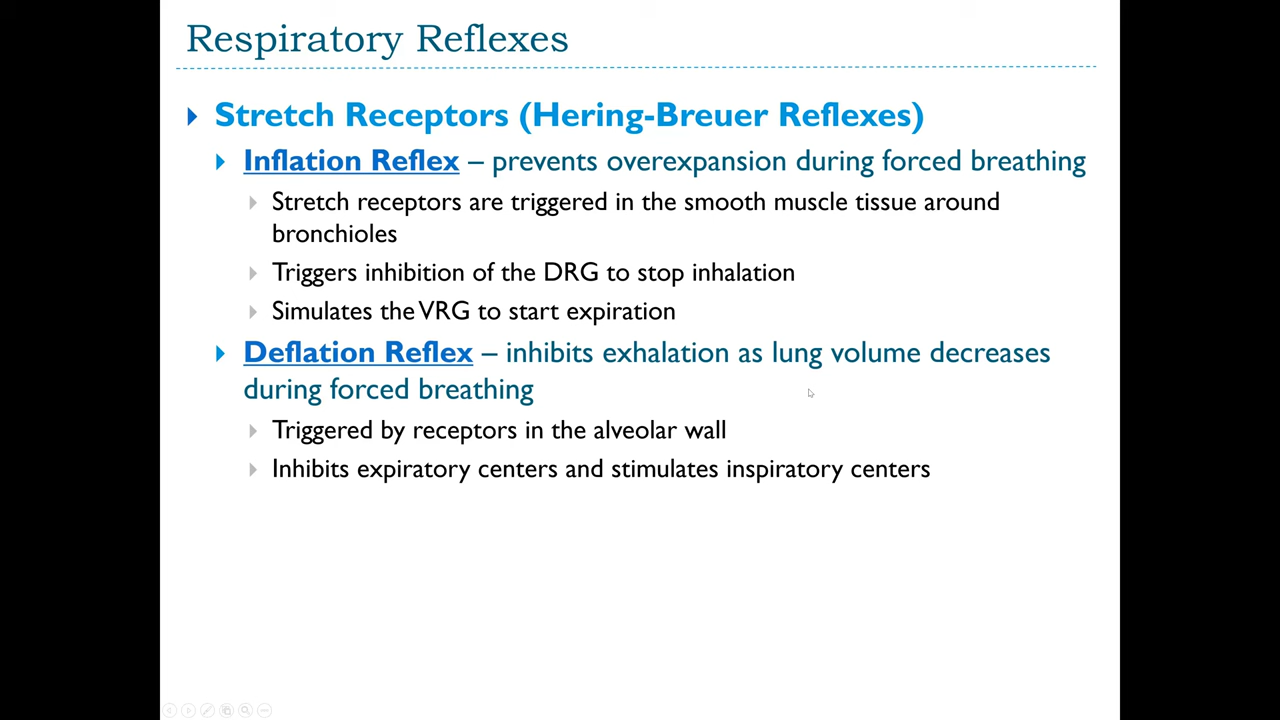 Respiratory Reflexes
Stretch Receptors (Hering-Breuer Reflexes)
Inflation Reflex – prevents overexpansion during forced breathing
Stretch receptors are triggered in the smooth muscle tissue around
bronchioles
Triggers inhibition of the DRG to stop inhalation
Simulates the VRG to start expiration
Deflation Reflex – inhibits exhalation as lung volume decreases
during forced breathing
Triggered by receptors in the alveolar wall
Inhibits expiratory centers and stimulates inspiratory centers